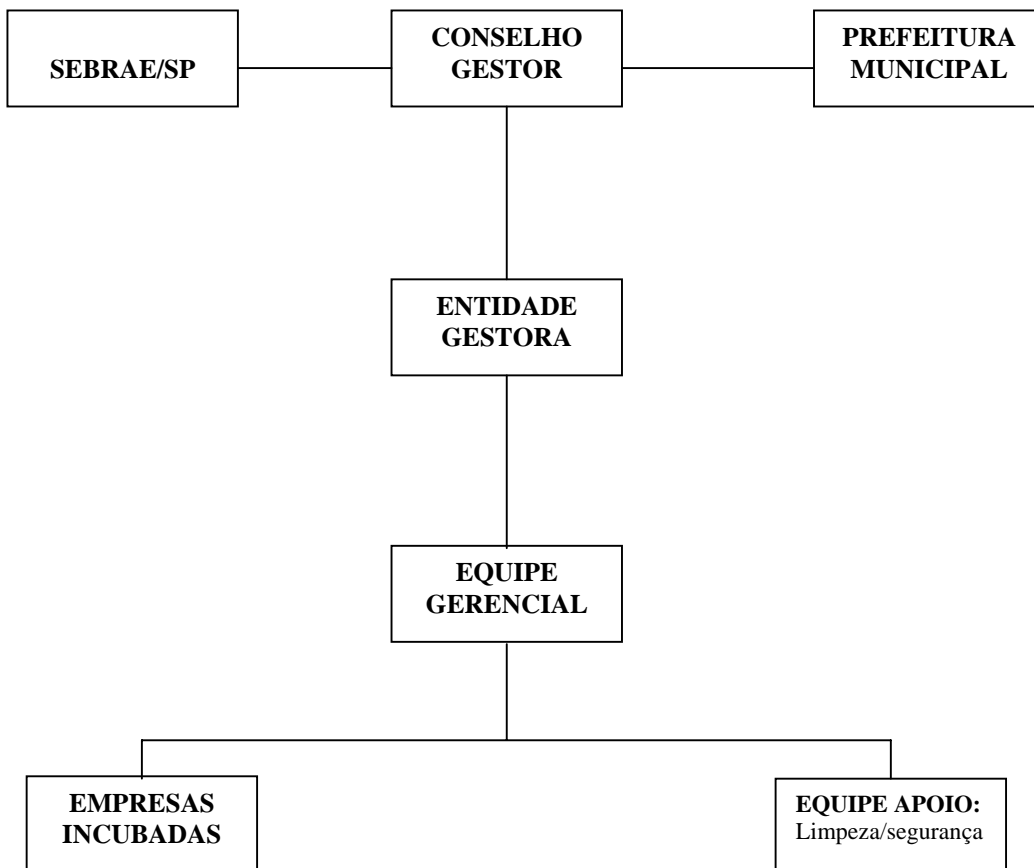 SEBRAE/SP
CONSELHO
GESTOR
PREFEITURA
MUNICIPAL
ENTIDADE
GESTORA
EQUIPE
GERENCIAL
EMPRESAS
INCUBADAS
EQUIPE APOIO:
Limpeza/segurança